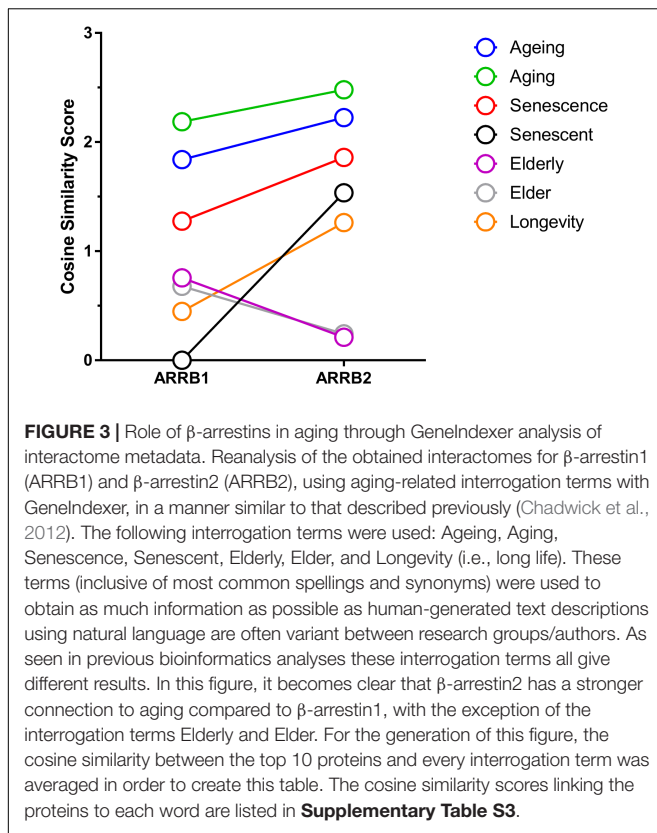 3
2
1
0
Cosine Similarity Score
ARRB1
ARRB2
Ageing
Aging
Senescence
Senescent
Elderly
Elder
Longevity
FIGURE 3 | Role of β-arrestins in aging through GeneIndexer analysis of
interactome metadata. Reanalysis of the obtained interactomes for β-arrestin1
(ARRB1) and β-arrestin2 (ARRB2), using aging-related interrogation terms with
GeneIndexer, in a manner similar to that described previously (Chadwick et al.,
2012). The following interrogation terms were used: Ageing, Aging,
Senescence, Senescent, Elderly, Elder, and Longevity (i.e., long life). These
terms (inclusive of most common spellings and synonyms) were used to
obtain as much information as possible as human-generated text descriptions
using natural language are often variant between research groups/authors. As
seen in previous bioinformatics analyses these interrogation terms all give
different results. In this figure, it becomes clear that β-arrestin2 has a stronger
connection to aging compared to β-arrestin1, with the exception of the
interrogation terms Elderly and Elder. For the generation of this figure, the
cosine similarity between the top 10 proteins and every interrogation term was
averaged in order to create this table. The cosine similarity scores linking the
proteins to each word are listed in Supplementary Table S3.